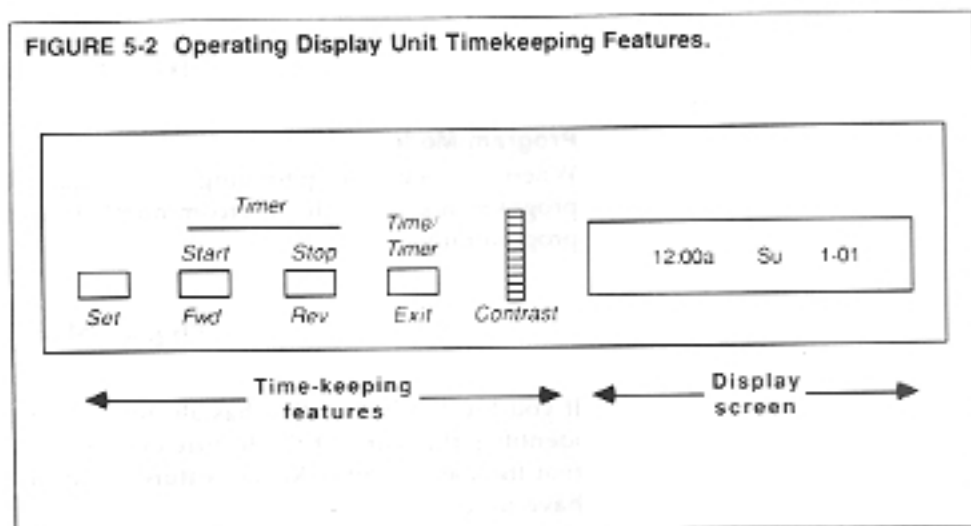 FIGURE 5-2 Operating Display Unit Timekeeping Features.
Timer
Start Stop Time/
Timer
Set Fwd Rev Exit Contrast
12:00a Su 1-01
Time-keeping
features
Display
screen